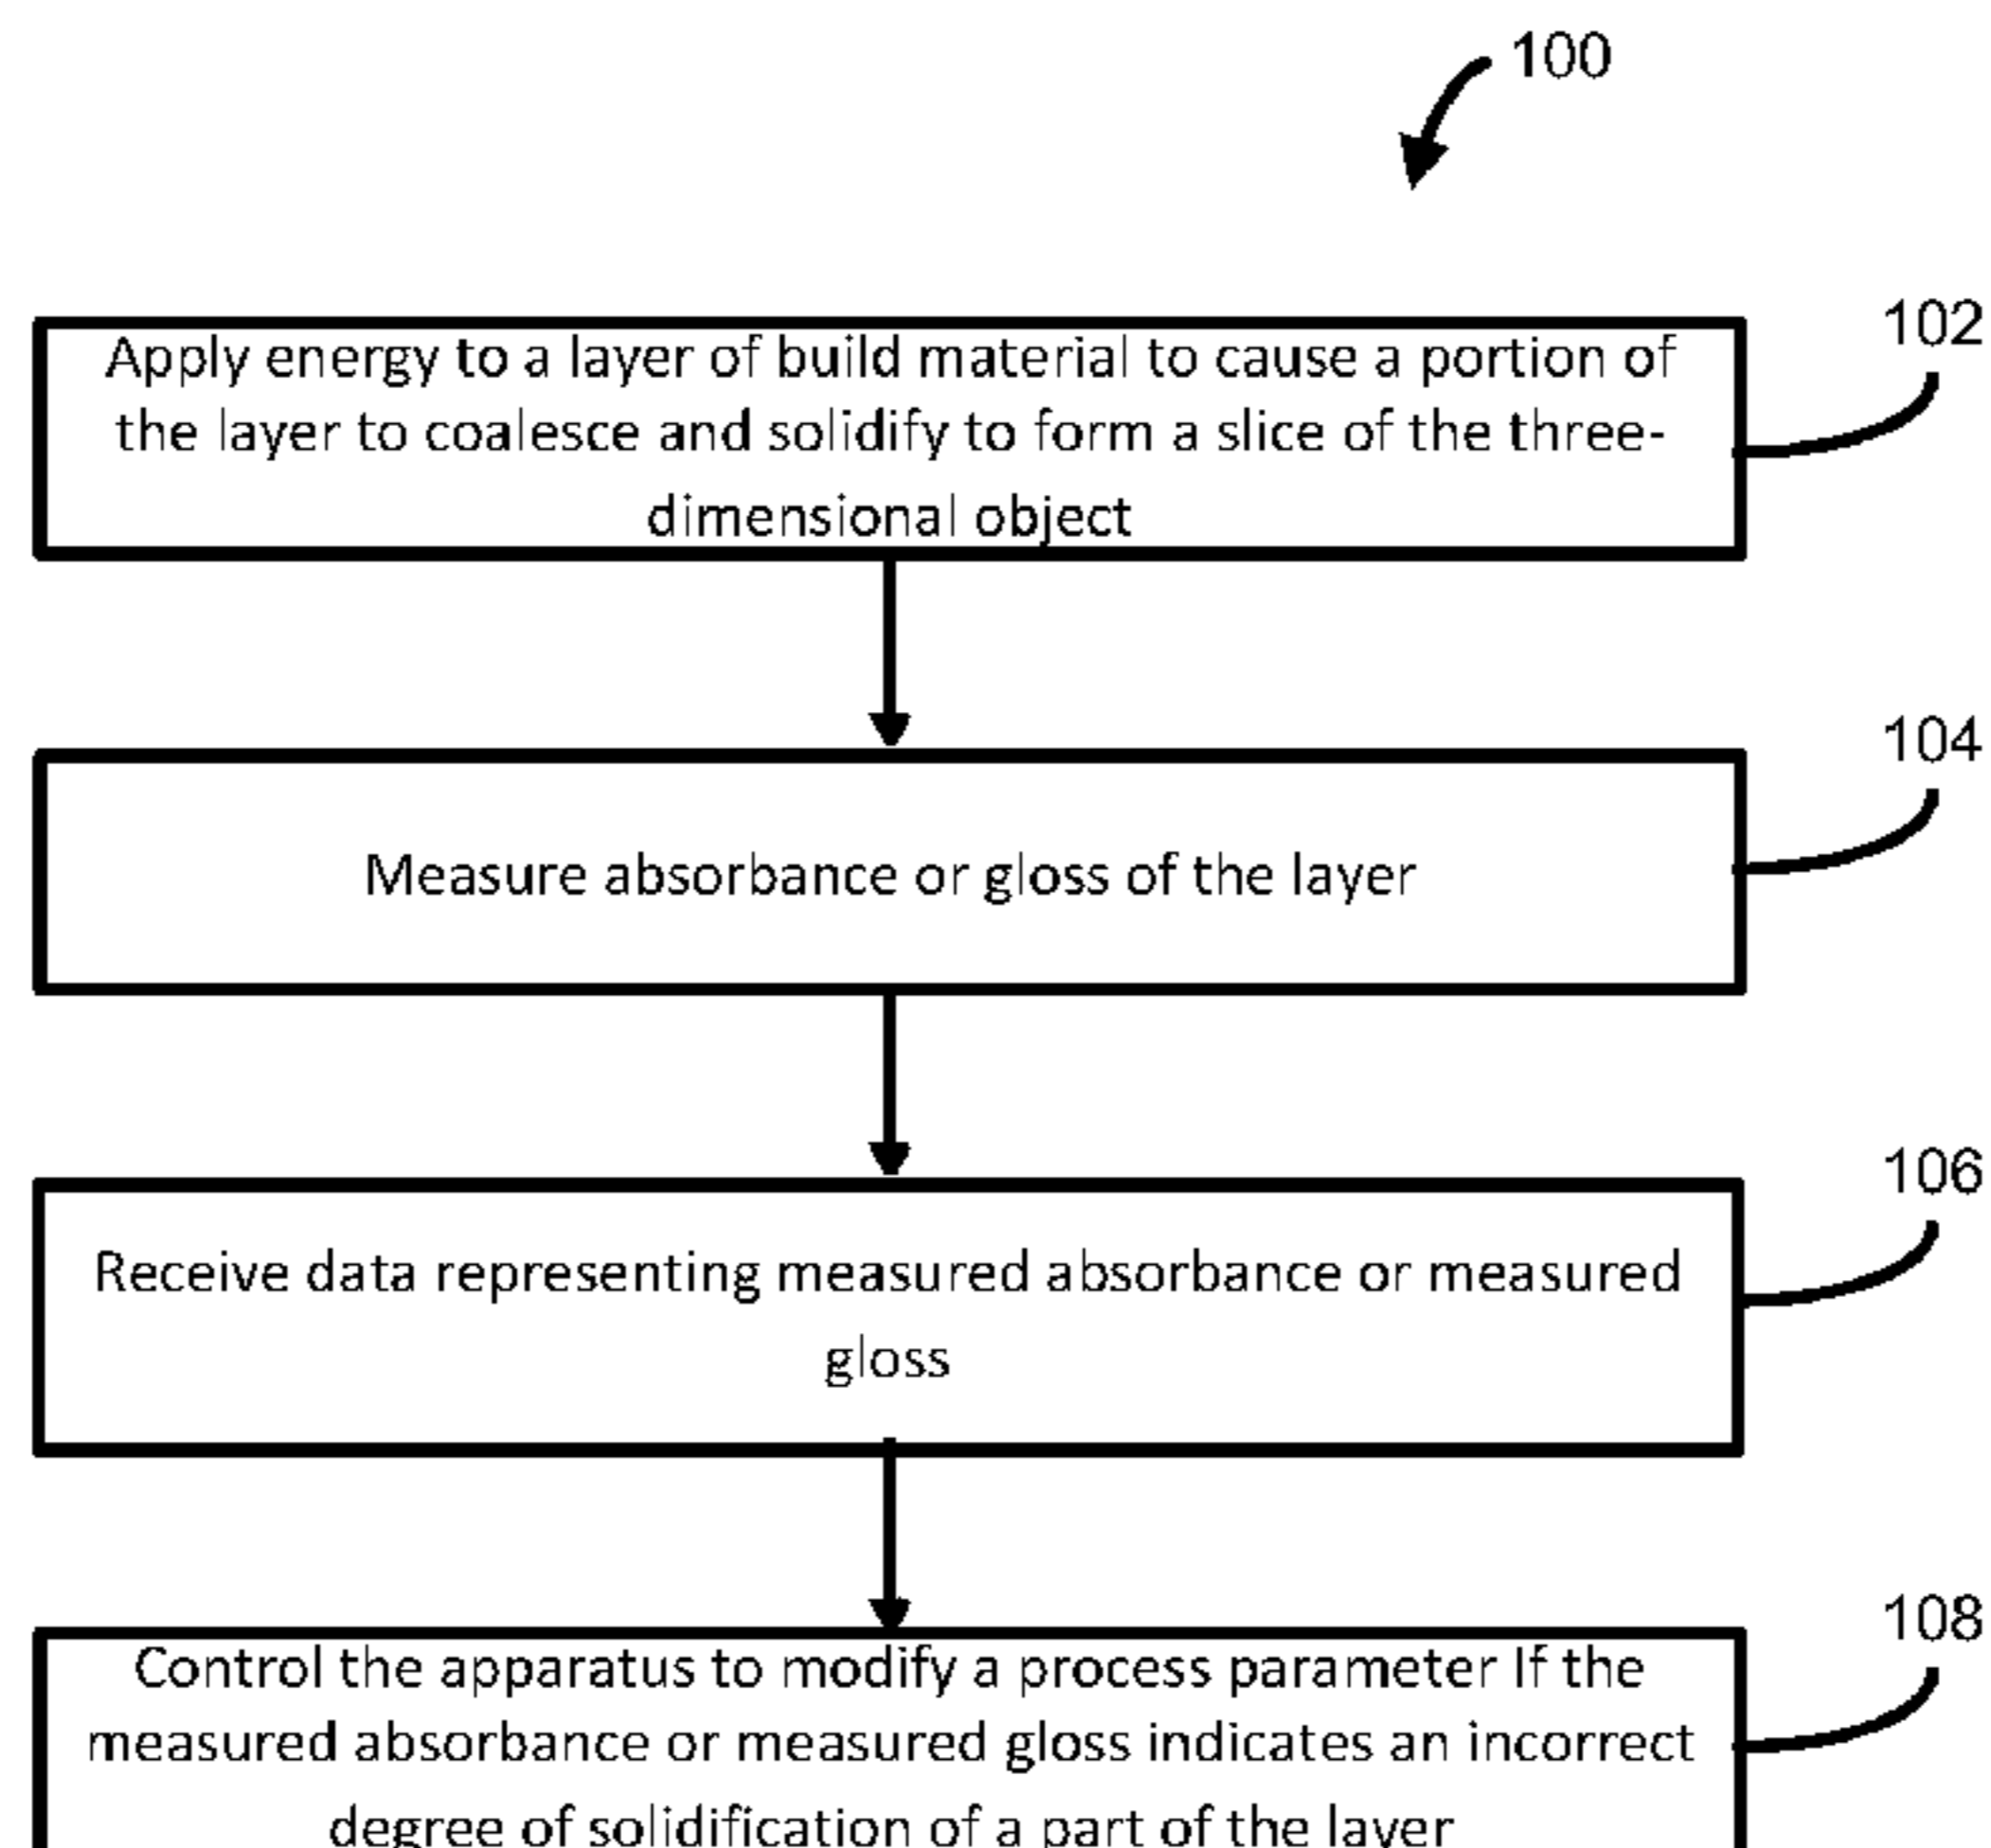 100
102
Apply energy to a layer of build material to cause a portion of
the layer to coalesce and solidify to form a slice of the three-
dimensional object
104
Measure absorbance or gloss of the layer
106
Receive data representing measured absorbance or measured
gloss
108
Control the apparatus to modify a process parameter If the
measured absorbance or measured gloss indicates an incorrect
degree of solidification of a part of the layer